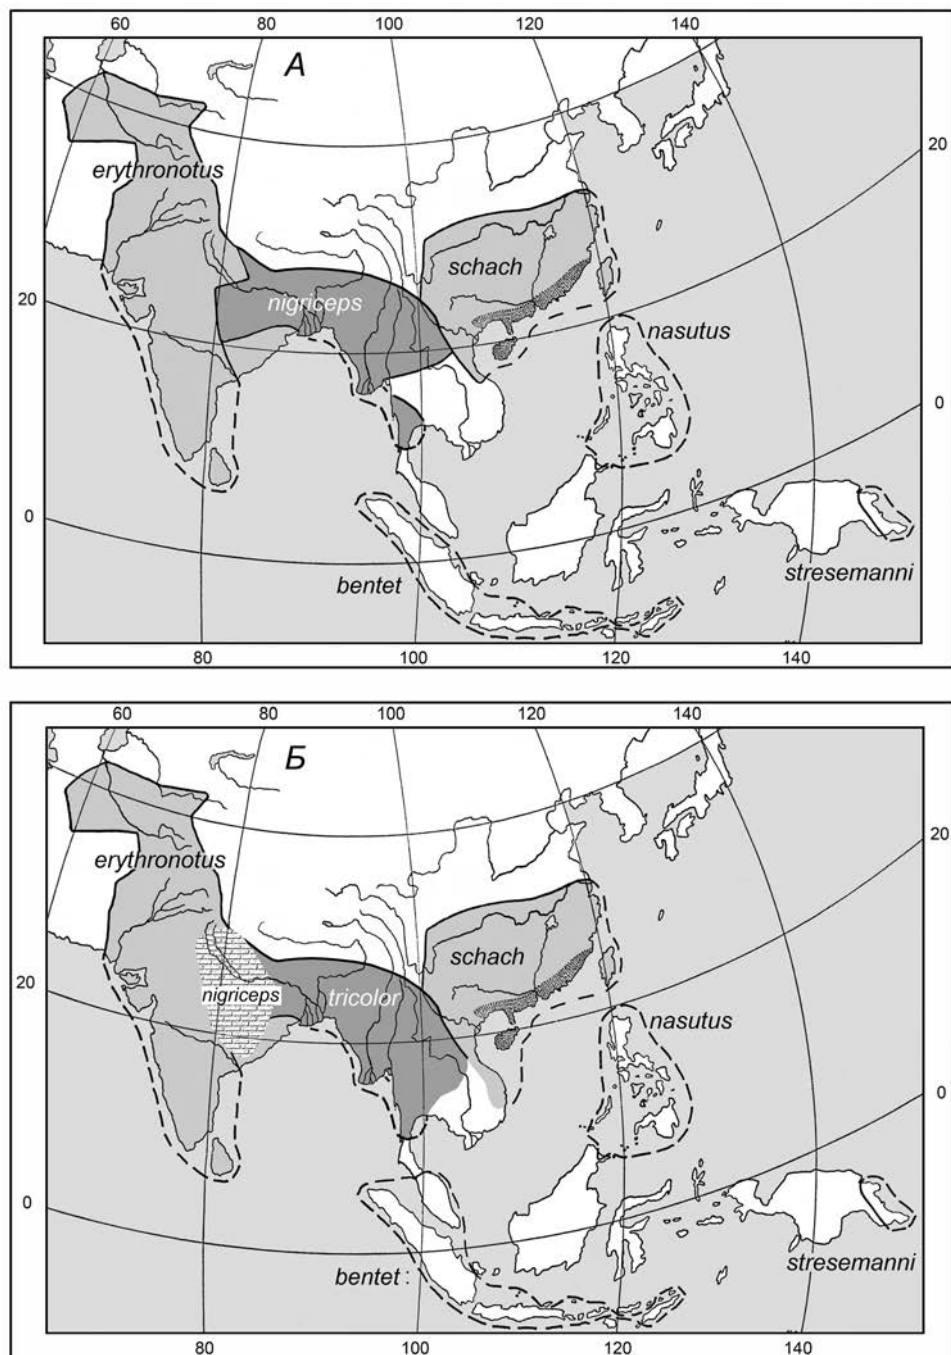 60 80 100 120 140
А
20
erythronotus
schach
20
nigriceps
nasutus
0
0
bentet
stresemanni
80 100 120 140
60 80 100 120 140
Б
20
erythronotus
schach
20
nigriceps
tricolor
nasutus
0
0
bentet :
stresemanni
80 100 120 140